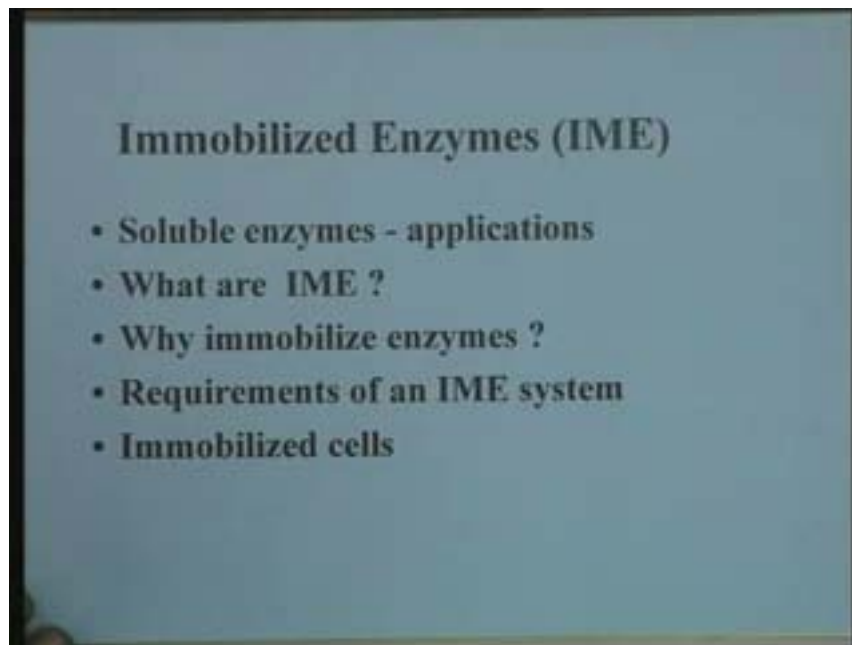 Immobilized Enzymes (IME)
• Soluble enzymes - applications
• What are IME ?
• Why immobilize enzymes ?
• Requirements of an IME system
• Immobilized cells